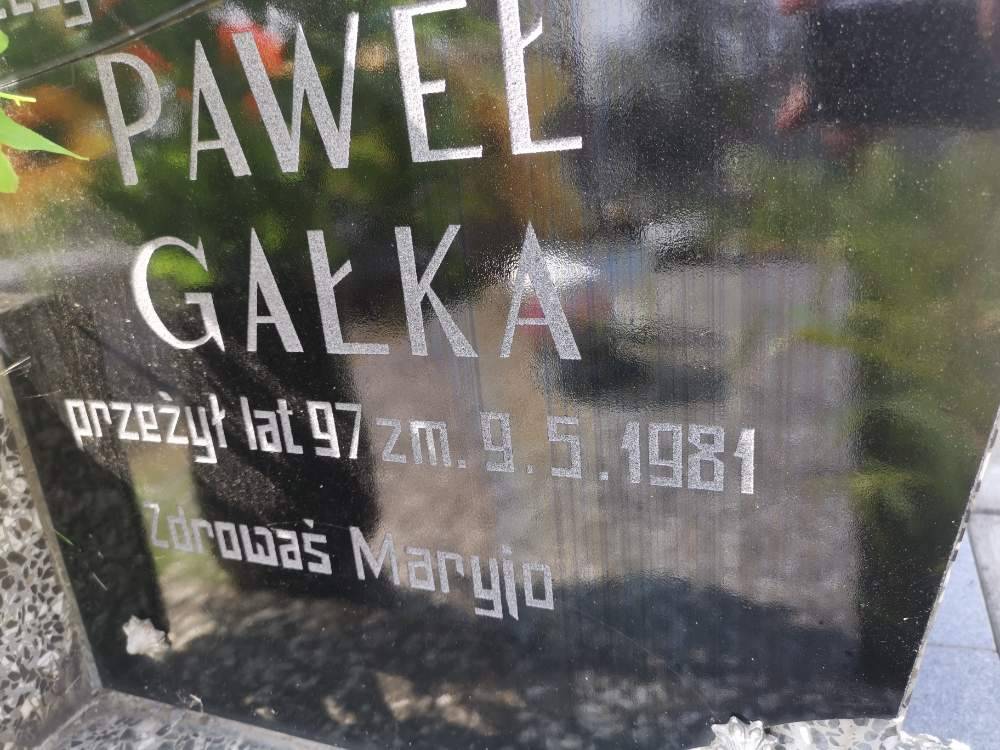 PAWEŁ
GAŁKA
przeżył lat 97 zm. 9.5.1981
Zdrowaś Maryjo